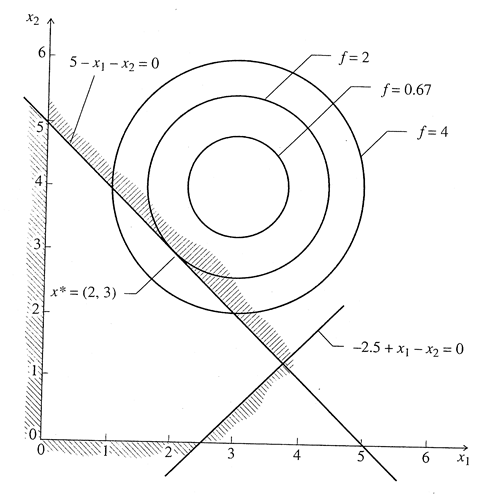 x₂
6
5 – x₁ – x₂ = 0
f = 2
f = 0.67
5
f = 4
4
3
x* = (2, 3)
2
–2.5 + x₁ – x₂ = 0
1
0
0 1 2 3 4 5 6 x₁